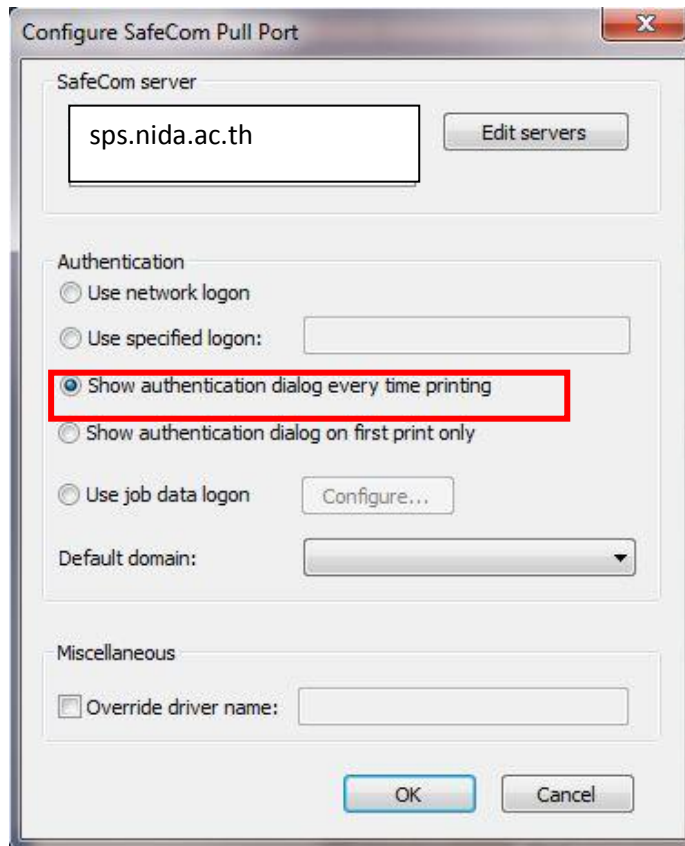 Configure SafeCom Pull Port
SafeCom server
sps.nida.ac.th
Edit servers
Authentication
Use network logon
Use specified logon:
Show authentication dialog every time printing
Show authentication dialog on first print only
Use job data logon
Configure...
Default domain:
Miscellaneous
Override driver name:
OK
Cancel